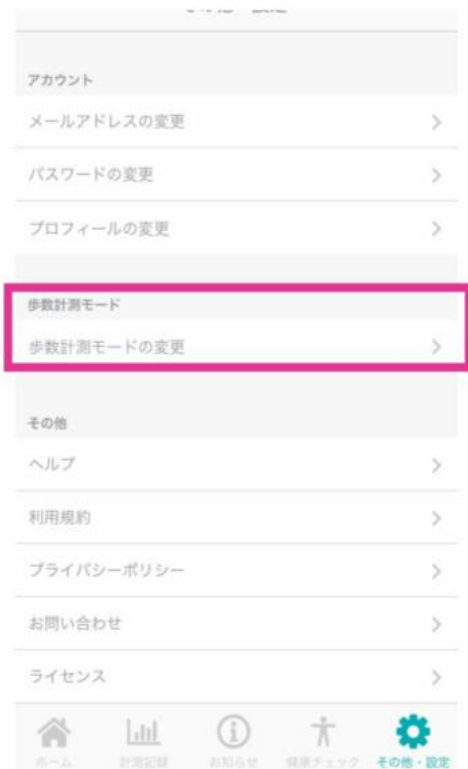 アカウント
メールアドレスの変更
パスワードの変更
プロフィールの変更
歩数計測モード
歩数計測モードの変更
その他
ヘルプ
利用規約
プライバシーポリシー
お問い合わせ
ライセンス
ホーム 計測記録 お知らせ 健康チェック その他・設定